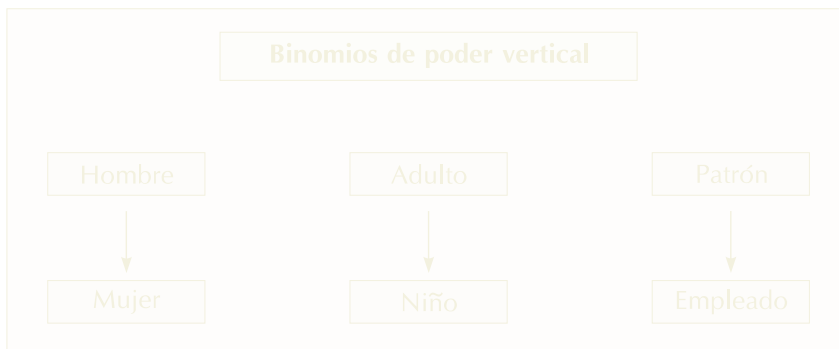 Binomios de poder vertical
Hombre Adulto Patrón
Mujer Niño Empleado